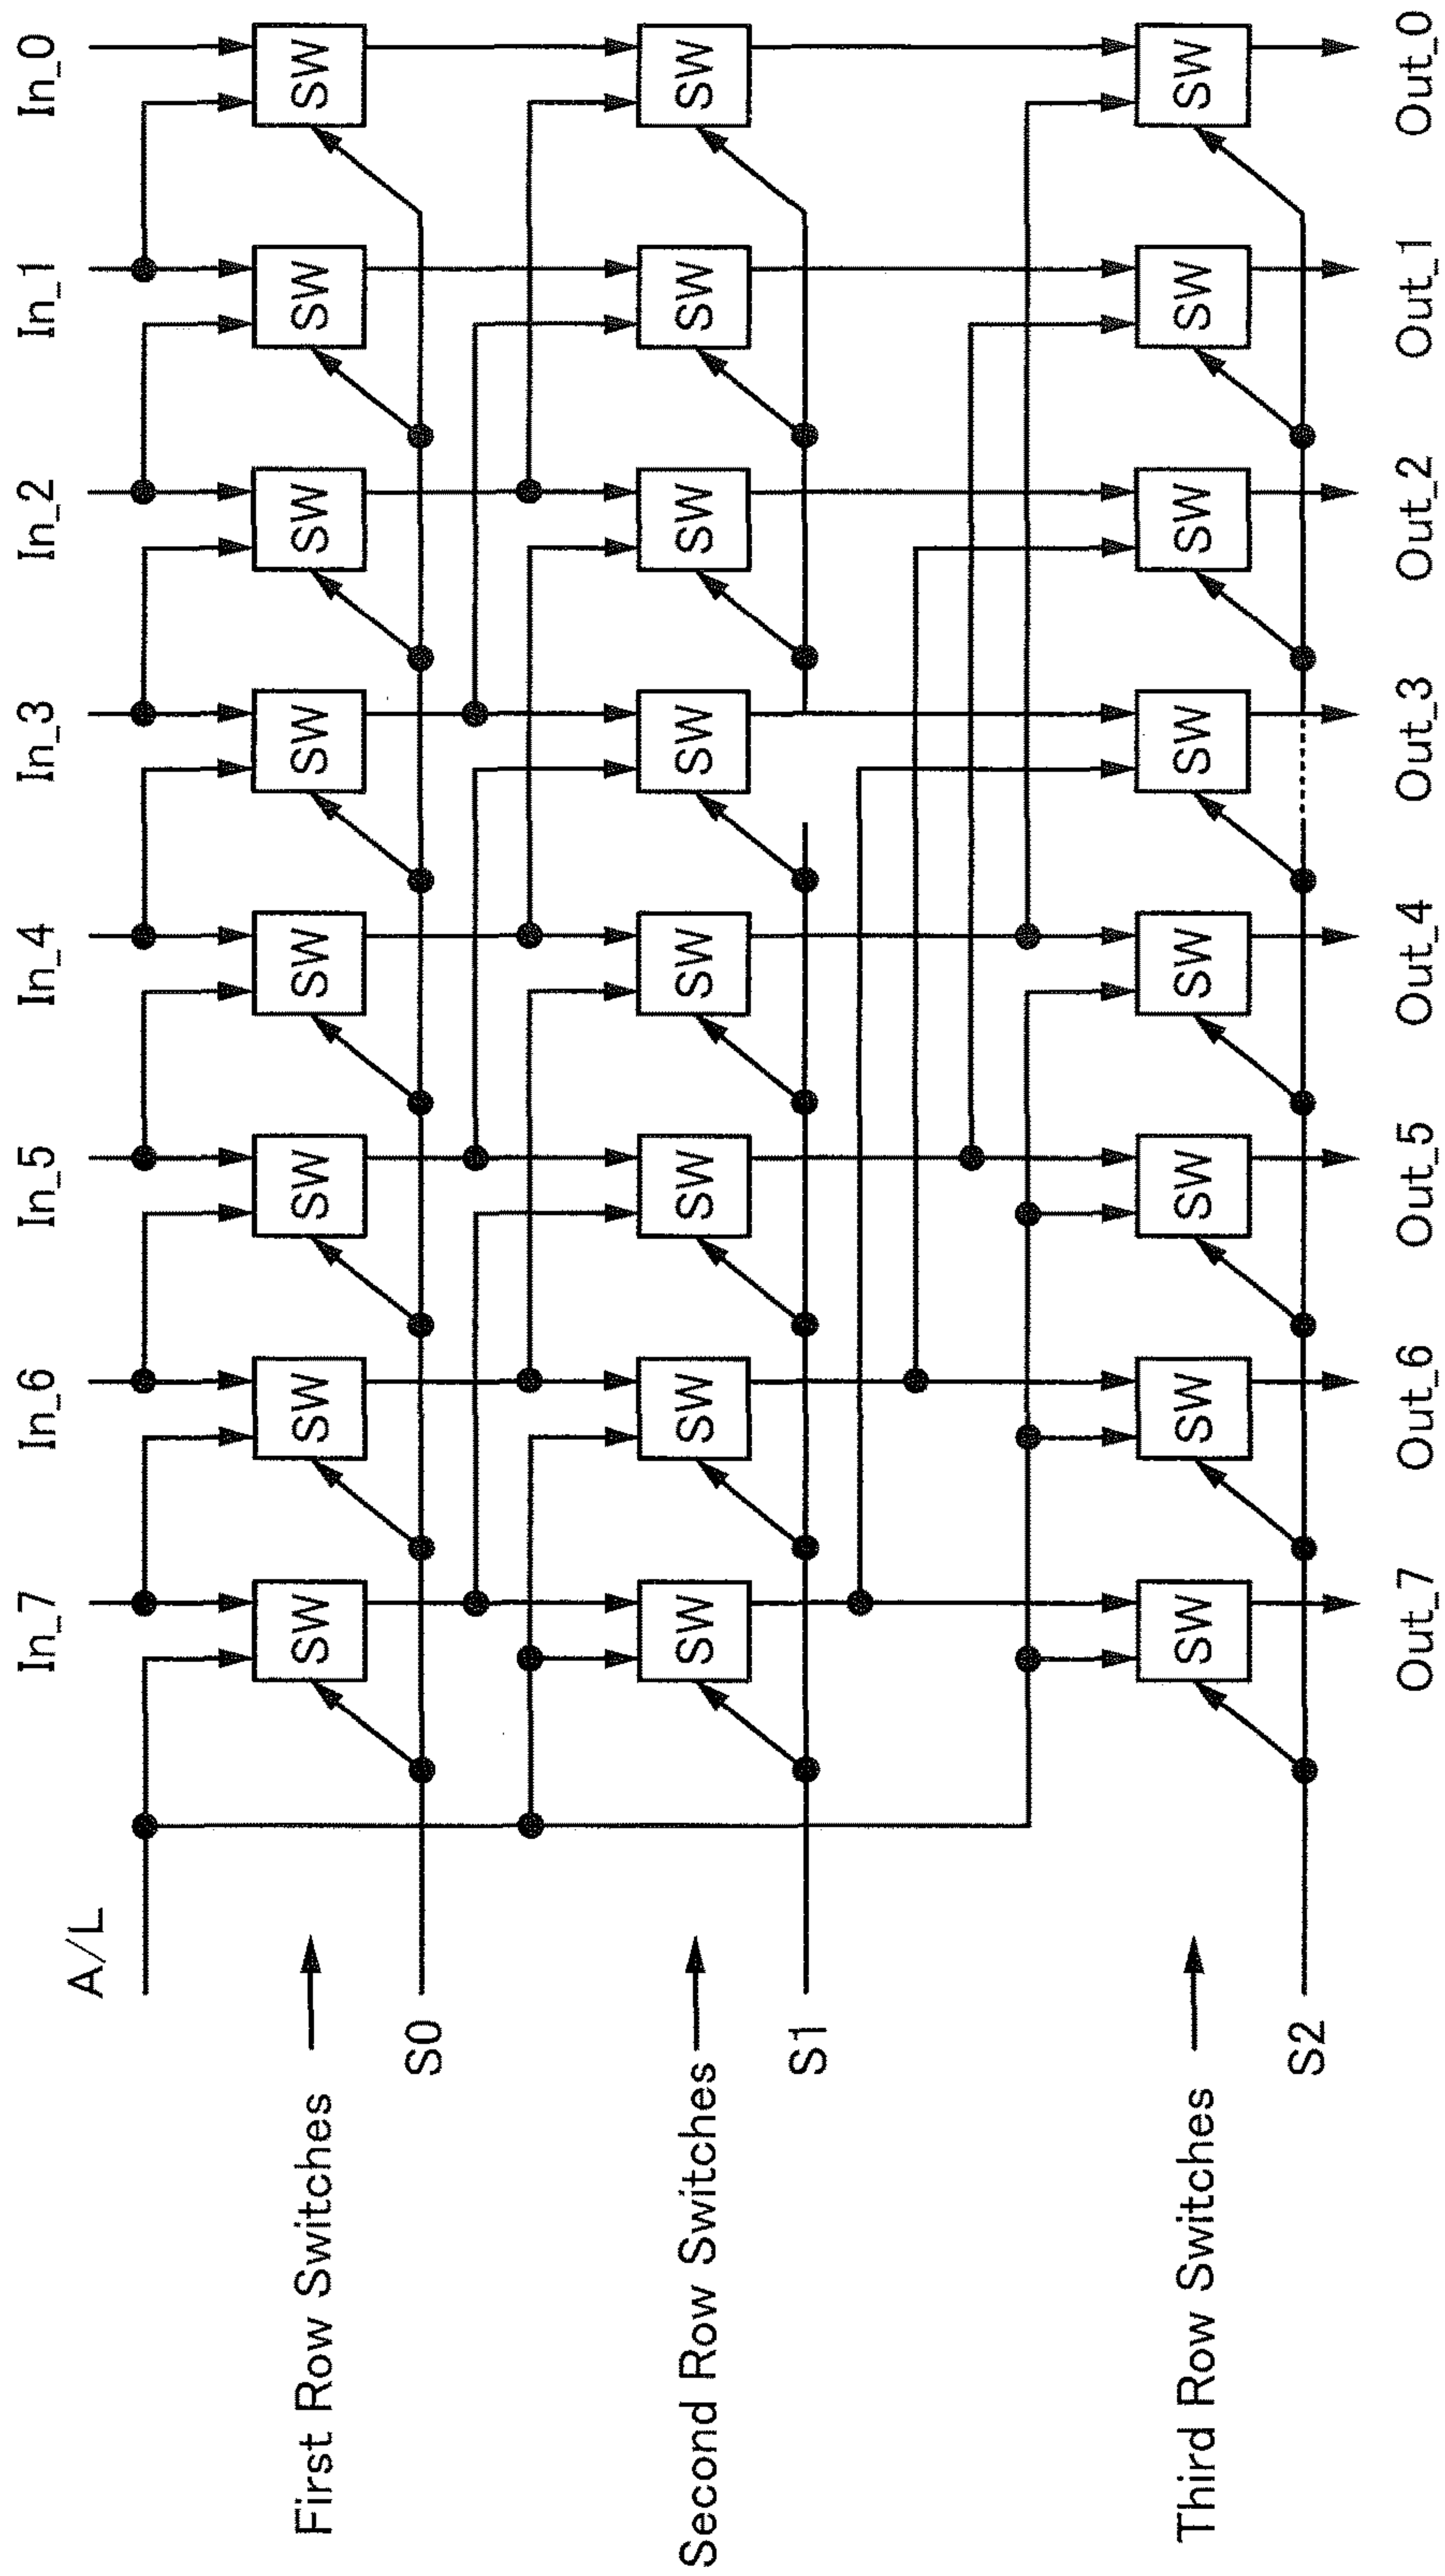 In_7 In_6 In_5 In_4 In_3 In_2 In_1 In_0
A/L
First Row Switches SW SW SW SW SW SW SW SW
S0
Second Row Switches SW SW SW SW SW SW SW SW
S1
Third Row Switches SW SW SW SW SW SW SW SW
S2
Out_7 Out_6 Out_5 Out_4 Out_3 Out_2 Out_1 Out_0